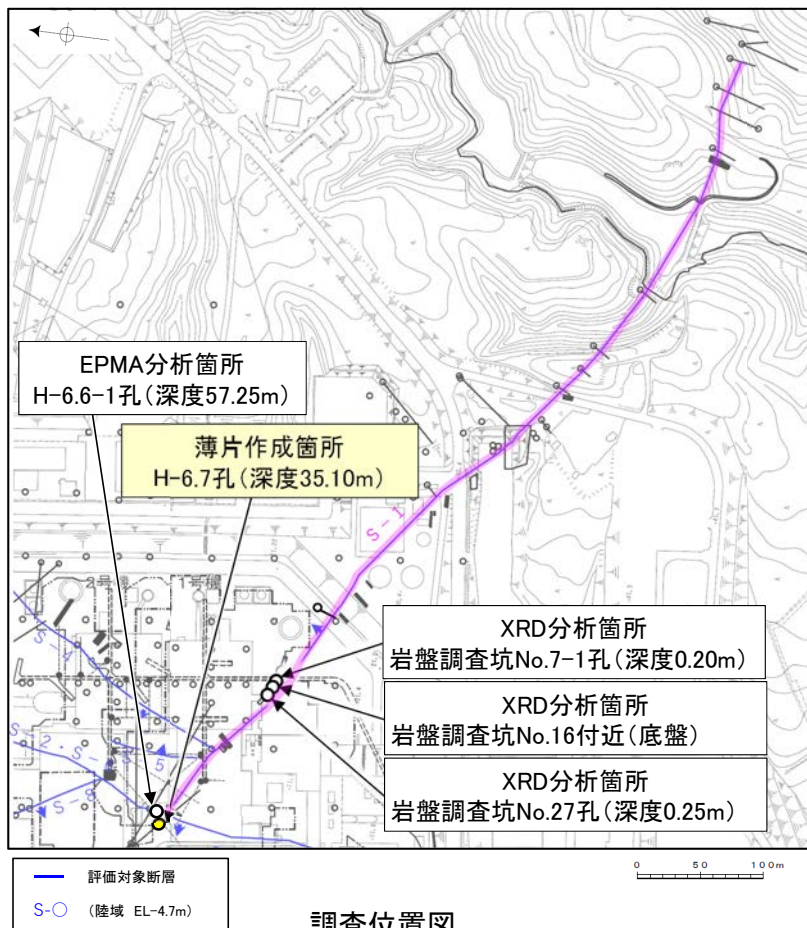 EPMA分析箇所
H-6.6-1孔(深度57.25m)
薄片作成箇所
H-6.7孔(深度35.10m)
S-1
2号機
1号機
XRD分析箇所
岩盤調査坑No.7-1孔(深度0.20m)
XRD分析箇所
岩盤調査坑No.16付近(底盤)
XRD分析箇所
岩盤調査坑No.27孔(深度0.25m)
S-4
S-2・S-
5
S-8
0 50 100m
評価対象断層
S-○ (陸域 EL-4.7m)
調査位置図